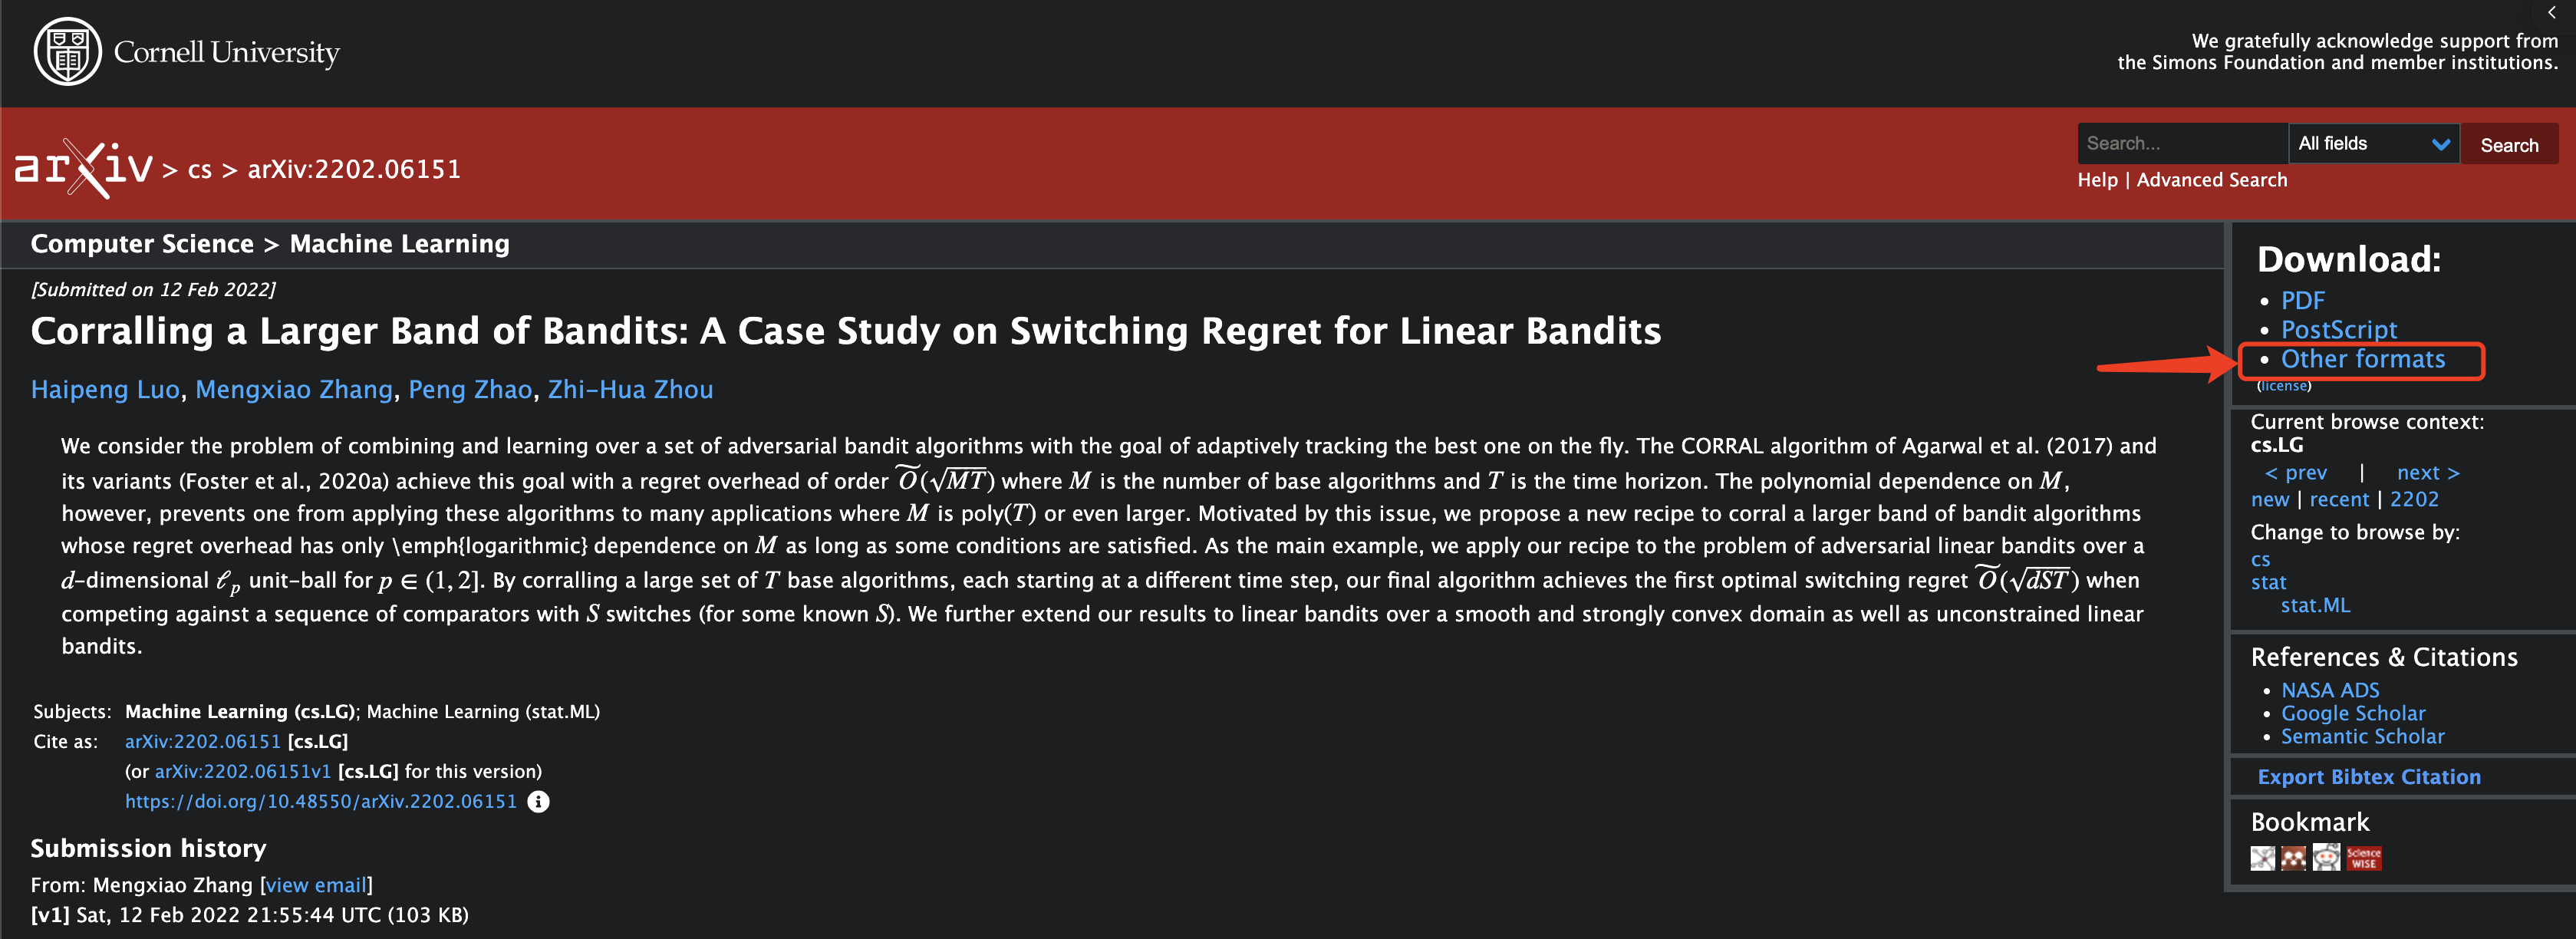 Cornell University
We gratefully acknowledge support from
the Simons Foundation and member institutions.
arXiv > cs > arXiv:2202.06151
Search...
All fields
Search
Help | Advanced Search
Computer Science > Machine Learning
[Submitted on 12 Feb 2022]
Corralling a Larger Band of Bandits: A Case Study on Switching Regret for Linear Bandits
Haipeng Luo, Mengxiao Zhang, Peng Zhao, Zhi-Hua Zhou
We consider the problem of combining and learning over a set of adversarial bandit algorithms with the goal of adaptively tracking the best one on the fly. The CORRAL algorithm of Agarwal et al. (2017) and
its variants (Foster et al., 2020a) achieve this goal with a regret overhead of order Õ(√MT) where M is the number of base algorithms and T is the time horizon. The polynomial dependence on M,
however, prevents one from applying these algorithms to many applications where M is poly(T) or even larger. Motivated by this issue, we propose a new recipe to corral a larger band of bandit algorithms
whose regret overhead has only \emph{logarithmic} dependence on M as long as some conditions are satisfied. As the main example, we apply our recipe to the problem of adversarial linear bandits over a
d-dimensional ℓp unit-ball for p ∈ (1, 2]. By corralling a large set of T base algorithms, each starting at a different time step, our final algorithm achieves the first optimal switching regret Õ(√dST) when
competing against a sequence of comparators with S switches (for some known S). We further extend our results to linear bandits over a smooth and strongly convex domain as well as unconstrained linear
bandits.
Subjects: Machine Learning (cs.LG); Machine Learning (stat.ML)
Cite as: arXiv:2202.06151 [cs.LG]
(or arXiv:2202.06151v1 [cs.LG] for this version)
https://doi.org/10.48550/arXiv.2202.06151
Submission history
From: Mengxiao Zhang [view email]
[v1] Sat, 12 Feb 2022 21:55:44 UTC (103 KB)
Download:
• PDF
• PostScript
• Other formats
(license)
Current browse context:
cs.LG
< prev | next >
new | recent | 2202
Change to browse by:
cs
stat
stat.ML
References & Citations
• NASA ADS
• Google Scholar
• Semantic Scholar
Export Bibtex Citation
Bookmark
Science
WISE